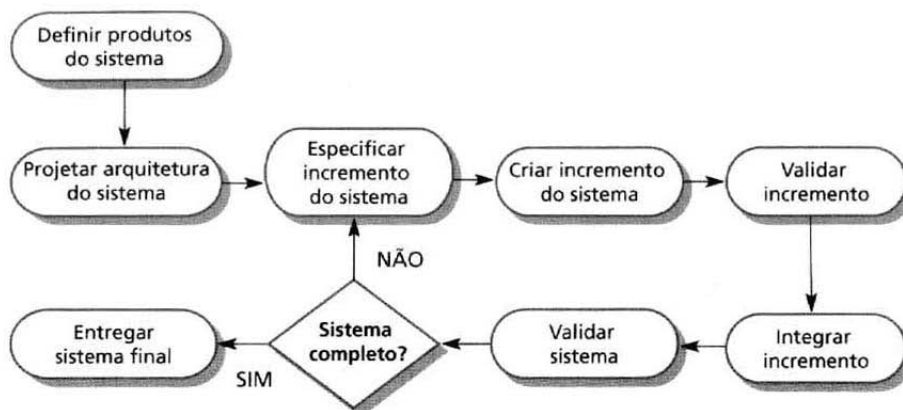 Definir produtos
do sistema
Projetar arquitetura
do sistema
Especificar
incremento
do sistema
Criar incremento
do sistema
Validar
incremento
NÃO
Entregar
sistema final
SIM
Sistema
completo?
Validar
sistema
Integrar
incremento